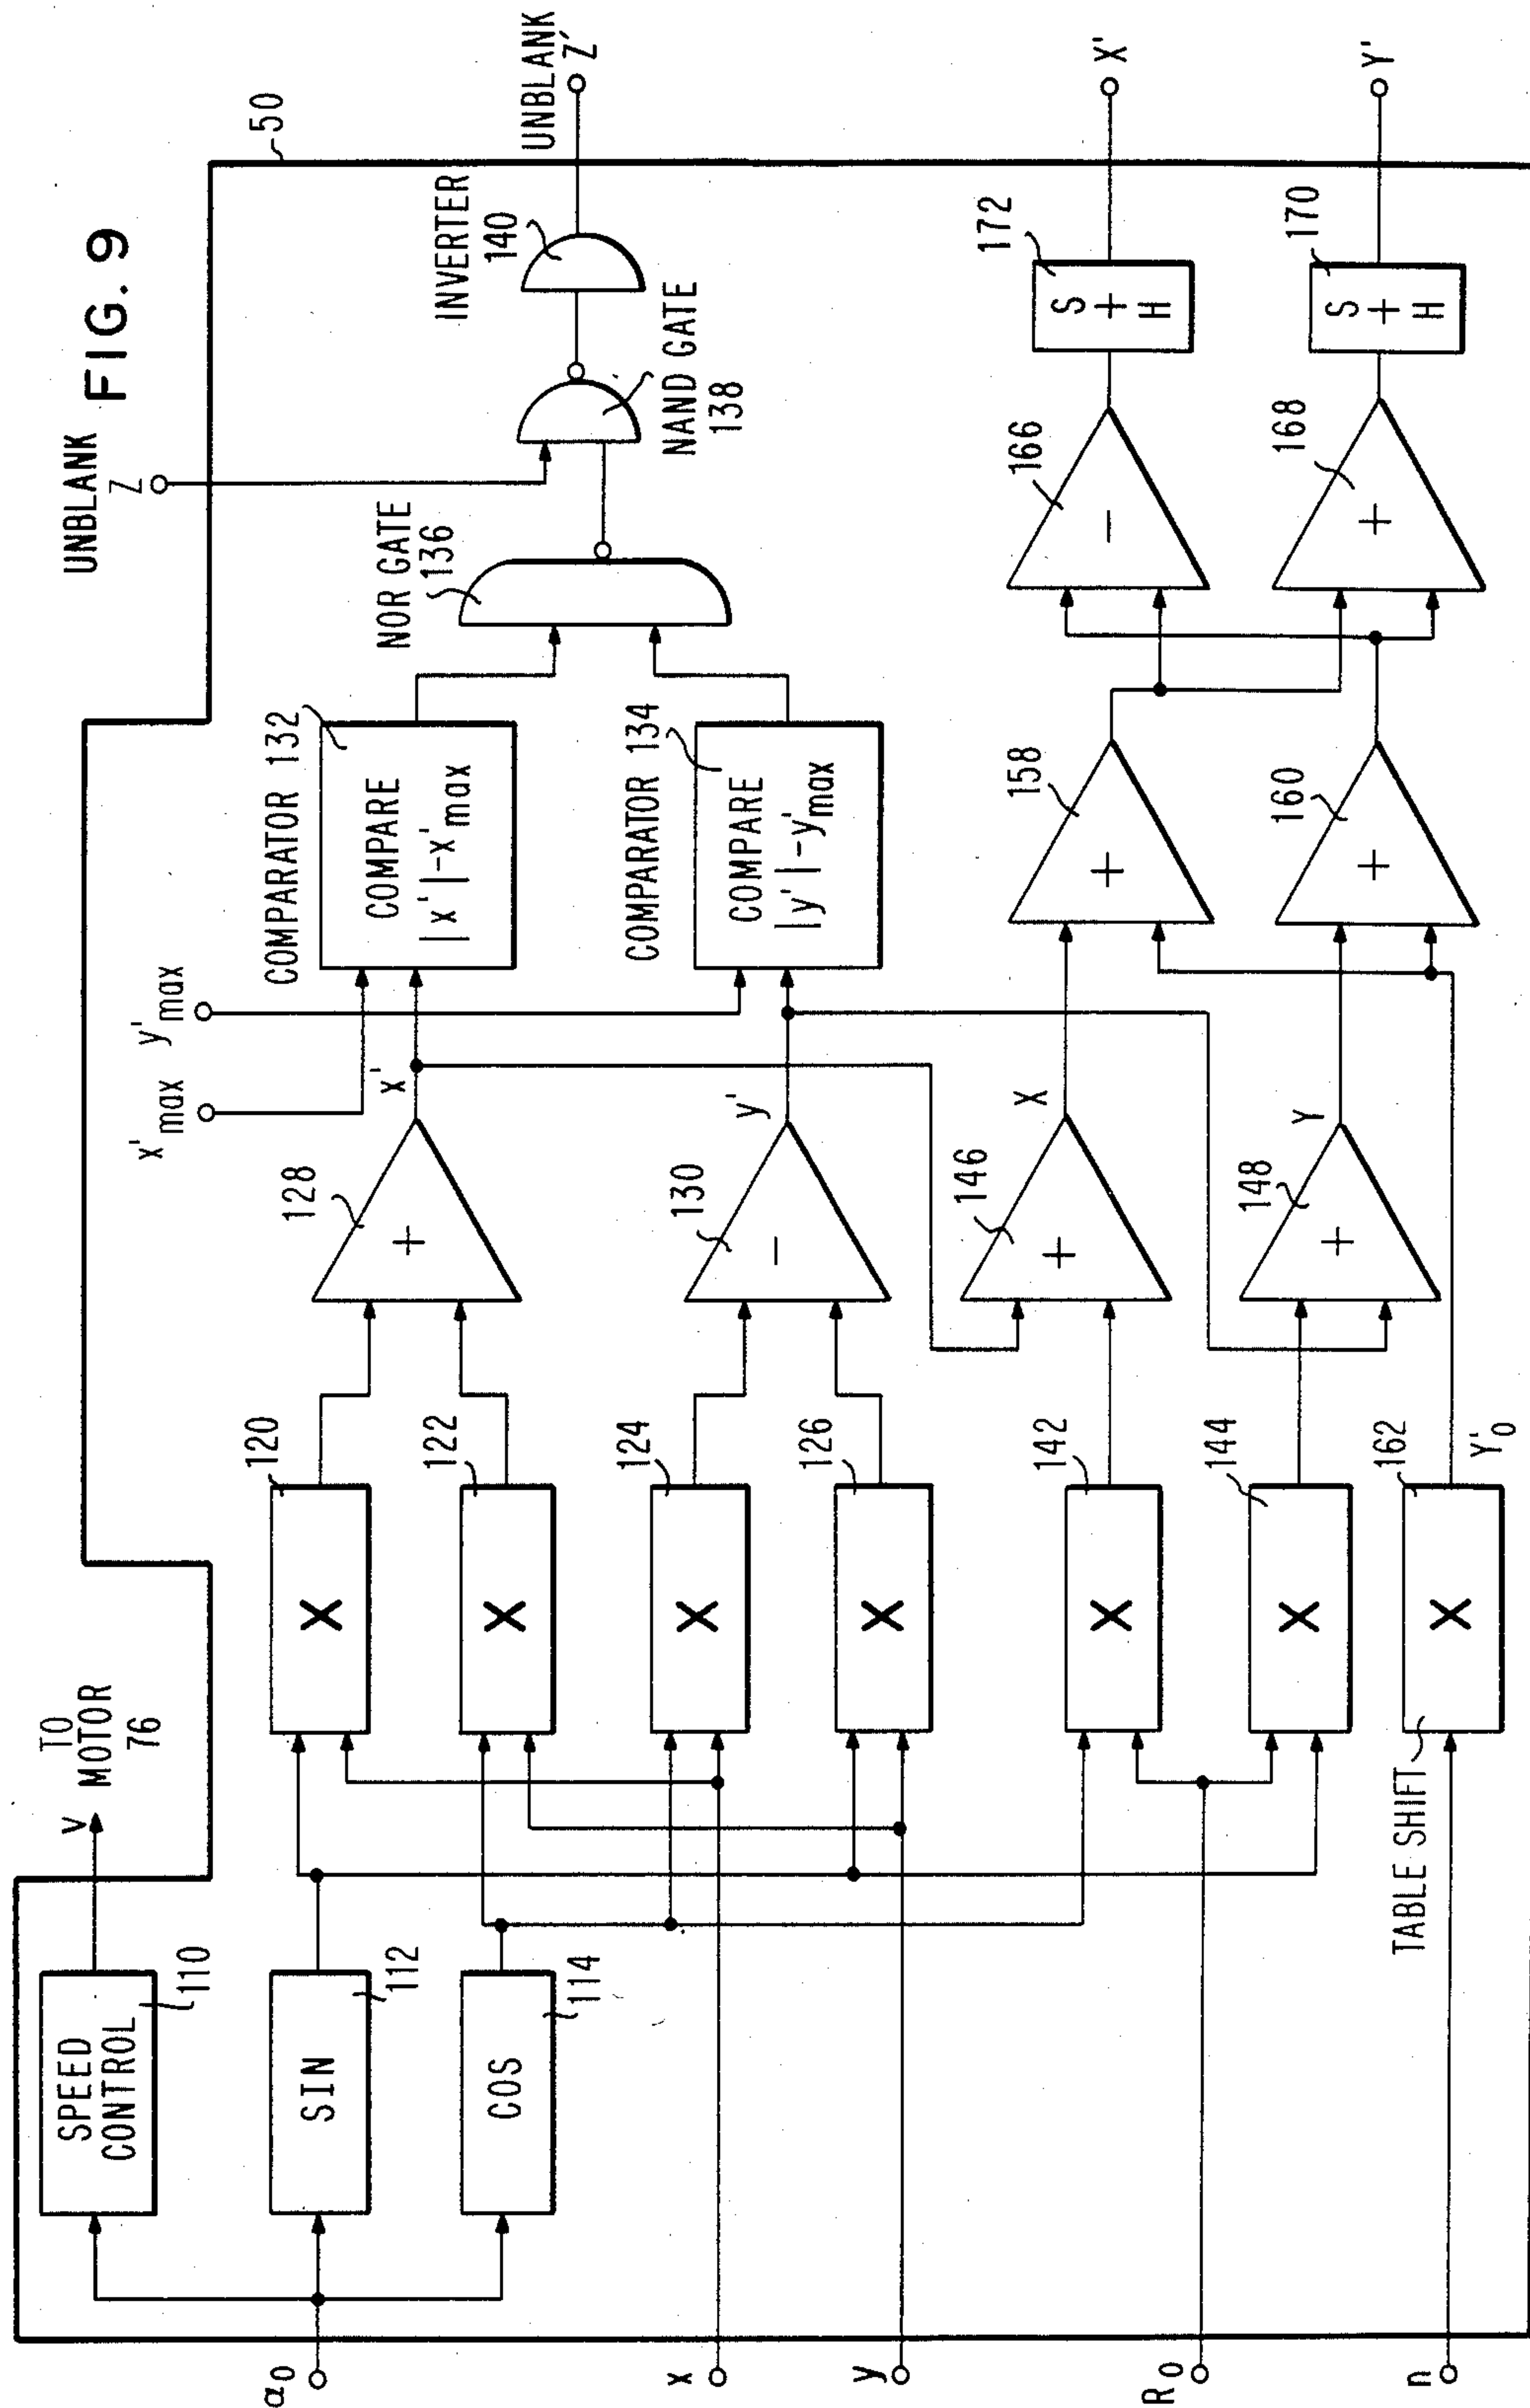 FIG. 9
TO
MOTOR
76
V
SPEED
CONTROL
110
SIN
112
COS
114
α0
x
y
R0
n
X
120
X
122
X
124
X
126
X
142
X
144
X
162
TABLE SHIFT
Y'0
+
128
-
130
+
146
+
148
x'
y'
X
Y
x'max
y'max
COMPARATOR 132
COMPARE
|x'|-x'max
COMPARATOR 134
COMPARE
|y'|-y'max
+
158
+
160
NOR GATE
136
UNBLANK
Z
NAND GATE
138
INVERTER
140
UNBLANK
Z'
50
-
166
+
168
S
+
H
172
S
+
H
170
X'
Y'